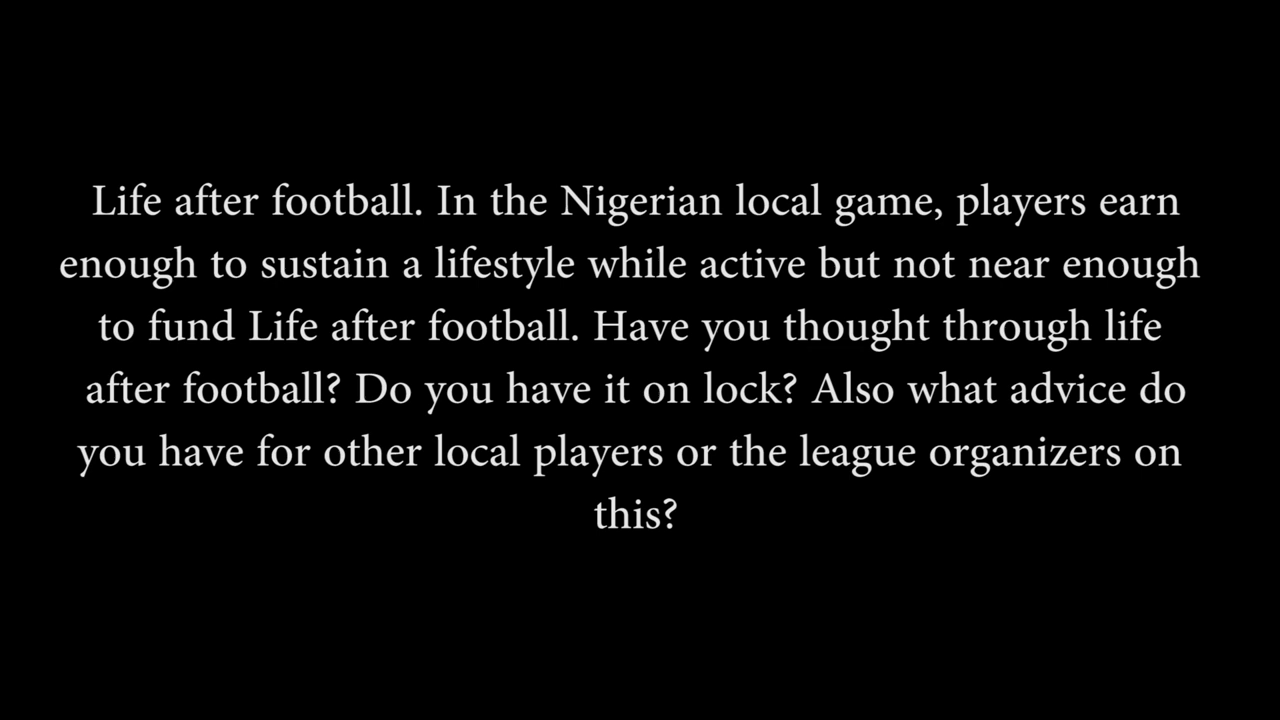 Life after football. In the Nigerian local game, players earn
enough to sustain a lifestyle while active but not near enough
to fund Life after football. Have you thought through life
after football? Do you have it on lock? Also what advice do
you have for other local players or the league organizers on
this?